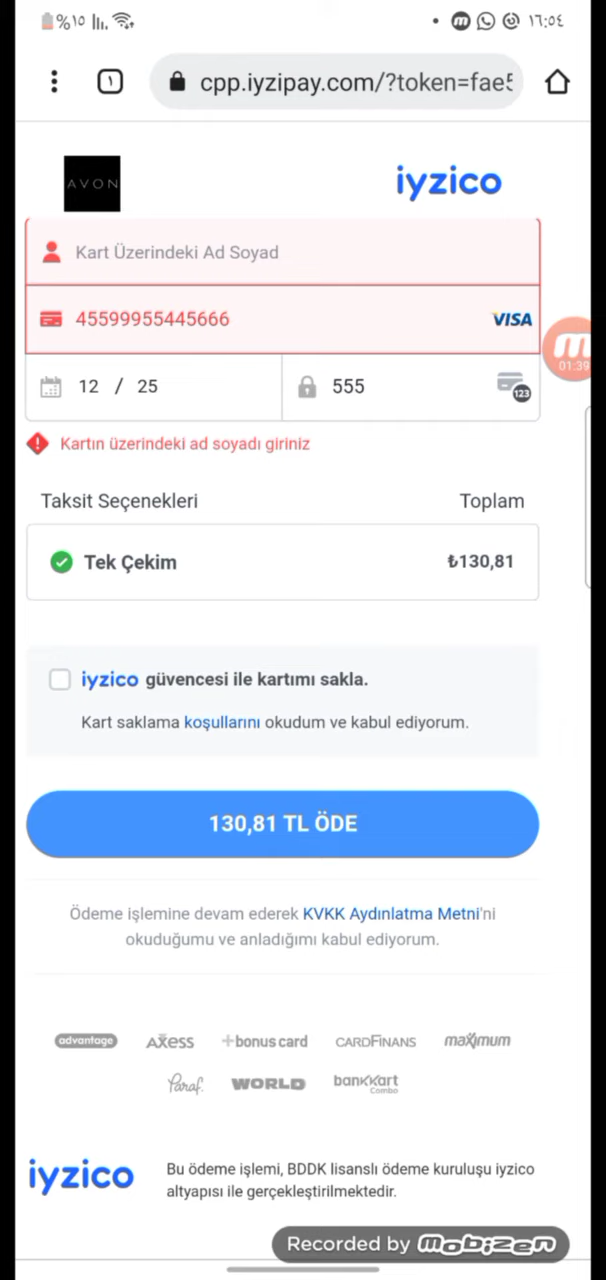 %١٥
١٦:٥٤
١
cpp.iyzipay.com/?token=fae5
AVON
iyzico
Kart Üzerindeki Ad Soyad
45599955445666
VISA
m
01:39
12 / 25
555
123
Kartın üzerindeki ad soyadı giriniz
Taksit Seçenekleri
Toplam
Tek Çekim
₺130,81
iyzico güvencesi ile kartımı sakla.
Kart saklama koşullarını okudum ve kabul ediyorum.
130,81 TL ÖDE
Ödeme işlemine devam ederek KVKK Aydınlatma Metni'ni
okuduğumu ve anladığımı kabul ediyorum.
advantage
axess
+bonus card
CARDFINANS
maximum
Paraf
WORLD
bankkart
Combo
iyzico
Bu ödeme işlemi, BDDK lisanslı ödeme kuruluşu iyzico
altyapısı ile gerçekleştirilmektedir.
Recorded by mobizen